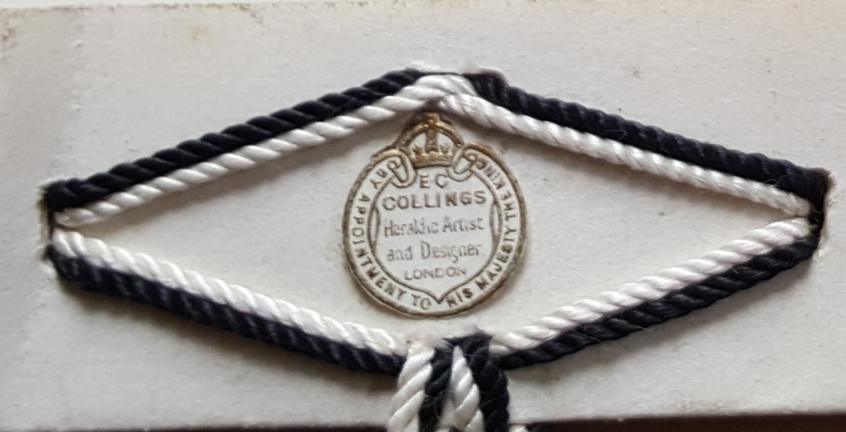 E·C
COLLINGS
Heraldic Artist
and Designer
LONDON
BY APPOINTMENT TO HIS MAJESTY THE KING